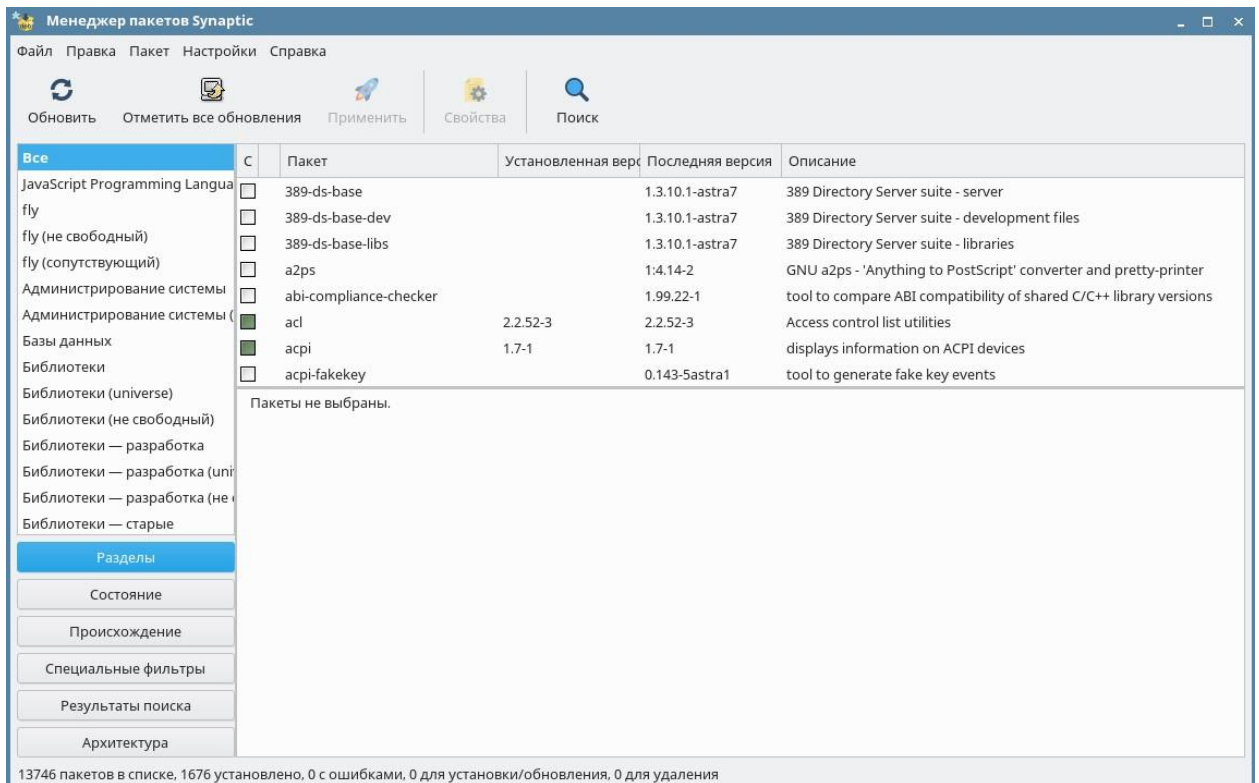 Менеджер пакетов Synaptic
Файл Правка Пакет Настройки Справка
Обновить Отметить все обновления Применить Свойства Поиск
Все
JavaScript Programming Langua
fly
fly (не свободный)
fly (сопутствующий)
Администрирование системы
Администрирование системы (
Базы данных
Библиотеки
Библиотеки (universe)
Библиотеки (не свободный)
Библиотеки — разработка
Библиотеки — разработка (uni
Библиотеки — разработка (не
Библиотеки — старые
Разделы
Состояние
Происхождение
Специальные фильтры
Результаты поиска
Архитектура
С Пакет Установленная верс Последняя версия Описание
389-ds-base 1.3.10.1-astra7 389 Directory Server suite - server
389-ds-base-dev 1.3.10.1-astra7 389 Directory Server suite - development files
389-ds-base-libs 1.3.10.1-astra7 389 Directory Server suite - libraries
a2ps 1:4.14-2 GNU a2ps - 'Anything to PostScript' converter and pretty-printer
abi-compliance-checker 1.99.22-1 tool to compare ABI compatibility of shared C/C++ library versions
acl 2.2.52-3 2.2.52-3 Access control list utilities
acpi 1.7-1 1.7-1 displays information on ACPI devices
acpi-fakekey 0.143-5astra1 tool to generate fake key events
Пакеты не выбраны.
13746 пакетов в списке, 1676 установлено, 0 с ошибками, 0 для установки/обновления, 0 для удаления